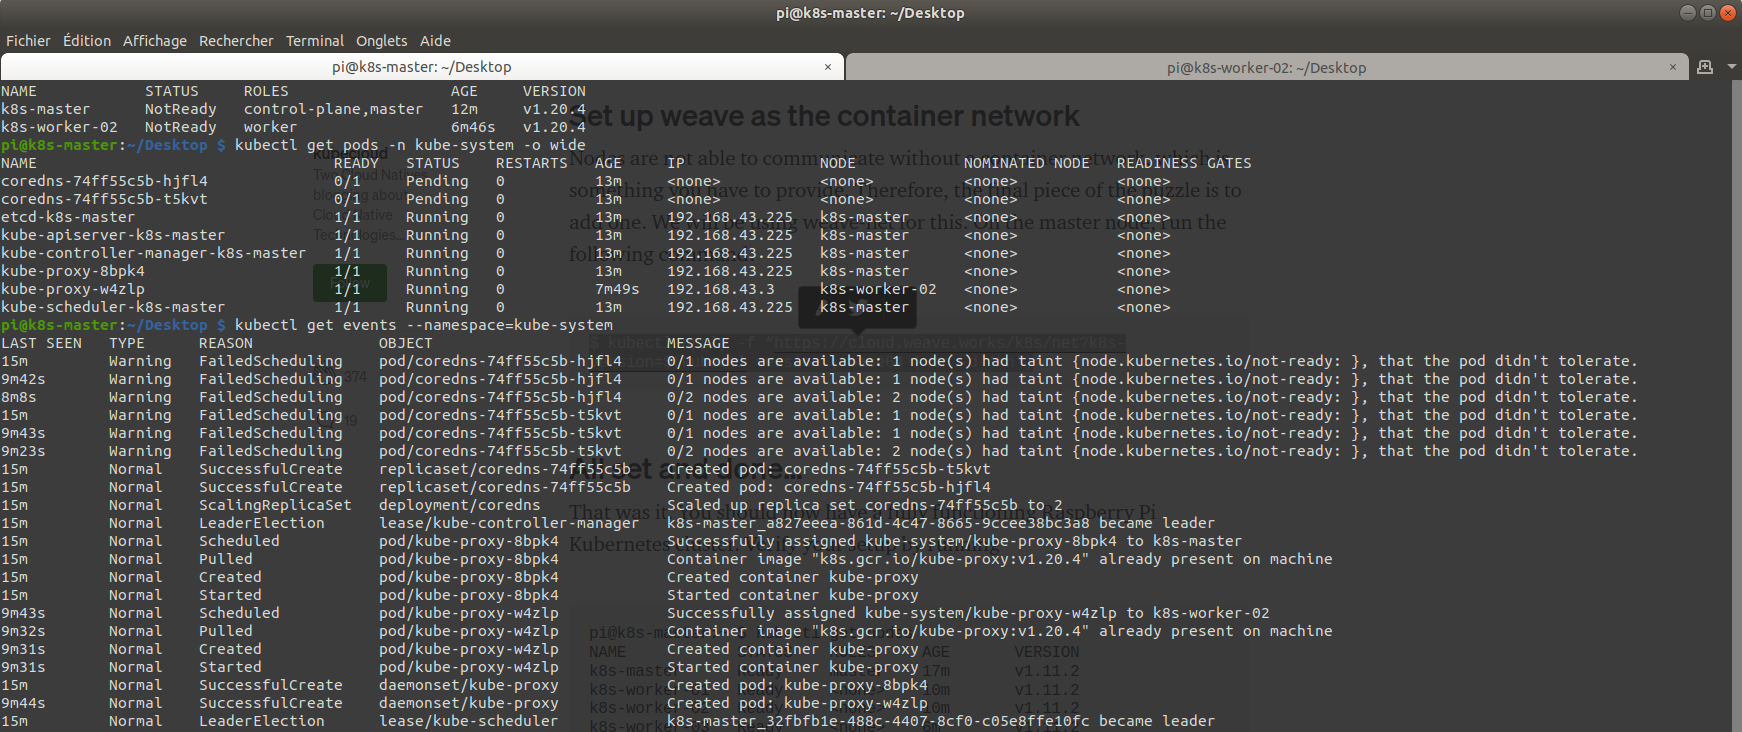 pi@k8s-master: ~/Desktop
Fichier Édition Affichage Rechercher Terminal Onglets Aide
pi@k8s-master: ~/Desktop × pi@k8s-worker-02: ~/Desktop ×
NAME STATUS ROLES AGE VERSION
k8s-master NotReady control-plane,master 12m v1.20.4
k8s-worker-02 NotReady worker 6m46s v1.20.4
pi@k8s-master:~/Desktop $ kubectl get pods -n kube-system -o wide
NAME READY STATUS RESTARTS AGE IP NODE NOMINATED NODE READINESS GATES
coredns-74ff55c5b-hjfl4 0/1 Pending 0 13m <none> <none> <none> <none>
coredns-74ff55c5b-t5kvt 0/1 Pending 0 13m <none> <none> <none> <none>
etcd-k8s-master 1/1 Running 0 13m 192.168.43.225 k8s-master <none> <none>
kube-apiserver-k8s-master 1/1 Running 0 13m 192.168.43.225 k8s-master <none> <none>
kube-controller-manager-k8s-master 1/1 Running 0 13m 192.168.43.225 k8s-master <none> <none>
kube-proxy-8bpk4 1/1 Running 0 13m 192.168.43.225 k8s-master <none> <none>
kube-proxy-w4zlp 1/1 Running 0 7m49s 192.168.43.3 k8s-worker-02 <none> <none>
kube-scheduler-k8s-master 1/1 Running 0 13m 192.168.43.225 k8s-master <none> <none>
pi@k8s-master:~/Desktop $ kubectl get events --namespace=kube-system
LAST SEEN TYPE REASON OBJECT MESSAGE
15m Warning FailedScheduling pod/coredns-74ff55c5b-hjfl4 0/1 nodes are available: 1 node(s) had taint {node.kubernetes.io/not-ready: }, that the pod didn't tolerate.
9m42s Warning FailedScheduling pod/coredns-74ff55c5b-hjfl4 0/1 nodes are available: 1 node(s) had taint {node.kubernetes.io/not-ready: }, that the pod didn't tolerate.
8m8s Warning FailedScheduling pod/coredns-74ff55c5b-hjfl4 0/2 nodes are available: 2 node(s) had taint {node.kubernetes.io/not-ready: }, that the pod didn't tolerate.
15m Warning FailedScheduling pod/coredns-74ff55c5b-t5kvt 0/1 nodes are available: 1 node(s) had taint {node.kubernetes.io/not-ready: }, that the pod didn't tolerate.
9m43s Warning FailedScheduling pod/coredns-74ff55c5b-t5kvt 0/1 nodes are available: 1 node(s) had taint {node.kubernetes.io/not-ready: }, that the pod didn't tolerate.
9m23s Warning FailedScheduling pod/coredns-74ff55c5b-t5kvt 0/2 nodes are available: 2 node(s) had taint {node.kubernetes.io/not-ready: }, that the pod didn't tolerate.
15m Normal SuccessfulCreate replicaset/coredns-74ff55c5b Created pod: coredns-74ff55c5b-t5kvt
15m Normal SuccessfulCreate replicaset/coredns-74ff55c5b Created pod: coredns-74ff55c5b-hjfl4
15m Normal ScalingReplicaSet deployment/coredns Scaled up replica set coredns-74ff55c5b to 2
15m Normal LeaderElection lease/kube-controller-manager k8s-master_a827eeea-861d-4c47-8665-9ccee38bc3a8 became leader
15m Normal Scheduled pod/kube-proxy-8bpk4 Successfully assigned kube-system/kube-proxy-8bpk4 to k8s-master
15m Normal Pulled pod/kube-proxy-8bpk4 Container image "k8s.gcr.io/kube-proxy:v1.20.4" already present on machine
15m Normal Created pod/kube-proxy-8bpk4 Created container kube-proxy
15m Normal Started pod/kube-proxy-8bpk4 Started container kube-proxy
9m43s Normal Scheduled pod/kube-proxy-w4zlp Successfully assigned kube-system/kube-proxy-w4zlp to k8s-worker-02
9m32s Normal Pulled pod/kube-proxy-w4zlp Container image "k8s.gcr.io/kube-proxy:v1.20.4" already present on machine
9m31s Normal Created pod/kube-proxy-w4zlp Created container kube-proxy
9m31s Normal Started pod/kube-proxy-w4zlp Started container kube-proxy
15m Normal SuccessfulCreate daemonset/kube-proxy Created pod: kube-proxy-8bpk4
9m44s Normal SuccessfulCreate daemonset/kube-proxy Created pod: kube-proxy-w4zlp
15m Normal LeaderElection lease/kube-scheduler k8s-master_32fbfb1e-488c-4407-8cf0-c05e8ffe10fc became leader
Set up weave as the container network